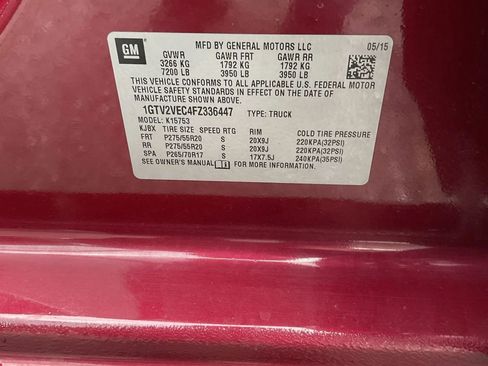 GM MFD BY GENERAL MOTORS LLC 05/15
GVWR GAWR FRT GAWR RR
3266 KG 1792 KG 1792 KG
7200 LB 3950 LB 3950 LB
THIS VEHICLE CONFORMS TO ALL APPLICABLE U.S. FEDERAL MOTOR
VEHICLE SAFETY STANDARDS IN EFFECT ON THE DATE OF
MANUFACTURE SHOWN ABOVE.
1GTV2VEC4FZ336447 TYPE: TRUCK
MODEL: K15753
KJBX TIRE SIZE SPEED RTG RIM COLD TIRE PRESSURE
FRT P275/55R20 S 20X9J 220KPA(32PSI)
RR P275/55R20 S 20X9J 220KPA(32PSI)
SPA P265/70R17 S 17X7.5J 240KPA(35PSI)
SEE OWNER'S MANUAL FOR MORE INFORMATION.